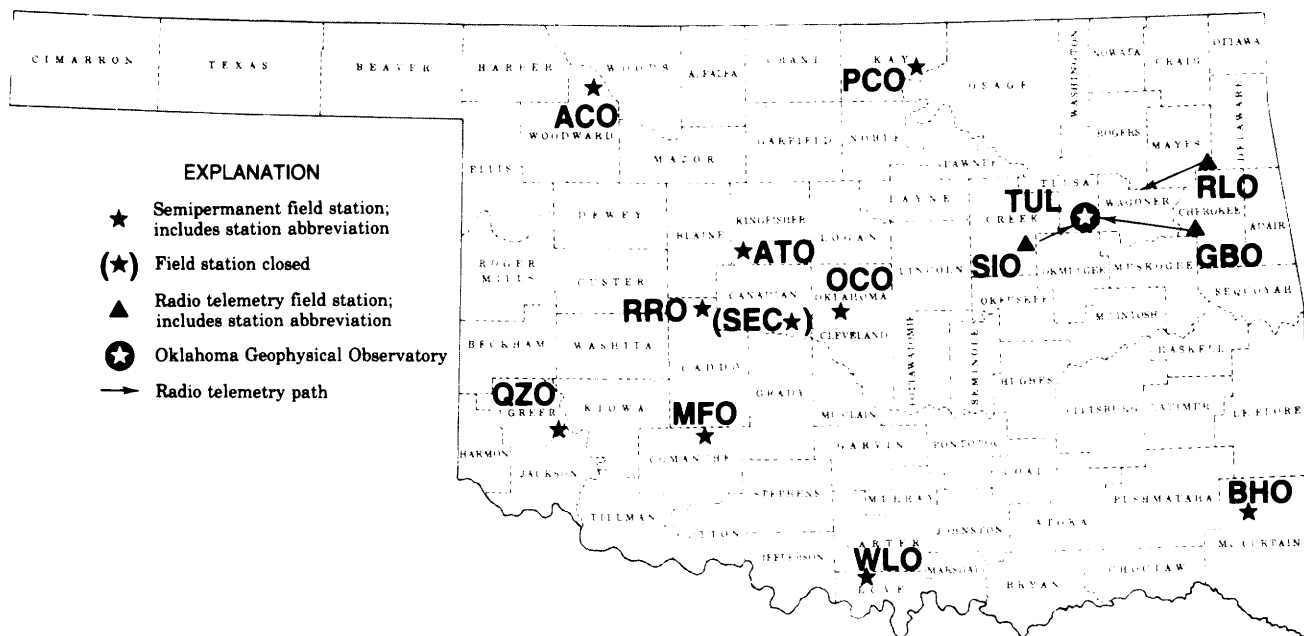 CIMARRON
TEXAS
BEAVER
HARPER
WOODS
ALFALFA
GRANT
KAY
OSAGE
WASHINGTON
NOWATA
CRAIG
OTTAWA
PCO
ACO
WOODWARD
MAJOR
GARFIELD
NOBLE
PAWNEE
ROGERS
MAYES
DELAWARE
ELLIS
EXPLANATION
Semipermanent field station;
includes station abbreviation
(★) Field station closed
Radio telemetry field station;
includes station abbreviation
Oklahoma Geophysical Observatory
Radio telemetry path
DEWEY
BLAINE
KINGFISHER
LOGAN
PAYNE
CREEK
TULSA
TUL
WAGONER
CHEROKEE
ADAIR
RLO
GBO
SIO
ROGER
MILLS
CUSTER
ATO
OCO
CANADIAN
OKLAHOMA
LINCOLN
OKMULGEE
MUSKOGEE
SEQUOYAH
RRO
(SEC★)
CLEVELAND
OKFUSKEE
McINTOSH
HASKELL
BECKHAM
WASHITA
CADDO
GRADY
McCLAIN
POTTAWATOMIE
SEMINOLE
HUGHES
PITTSBURG
LATIMER
LE FLORE
QZO
GREER
KIOWA
MFO
COMANCHE
GARVIN
PONTOTOC
HARMON
JACKSON
STEPHENS
MURRAY
COAL
PUSHMATAHA
BHO
TILLMAN
COTTON
JOHNSTON
ATOKA
McCURTAIN
JEFFERSON
CARTER
WLO
LOVE
MARSHALL
BRYAN
CHOCTAW